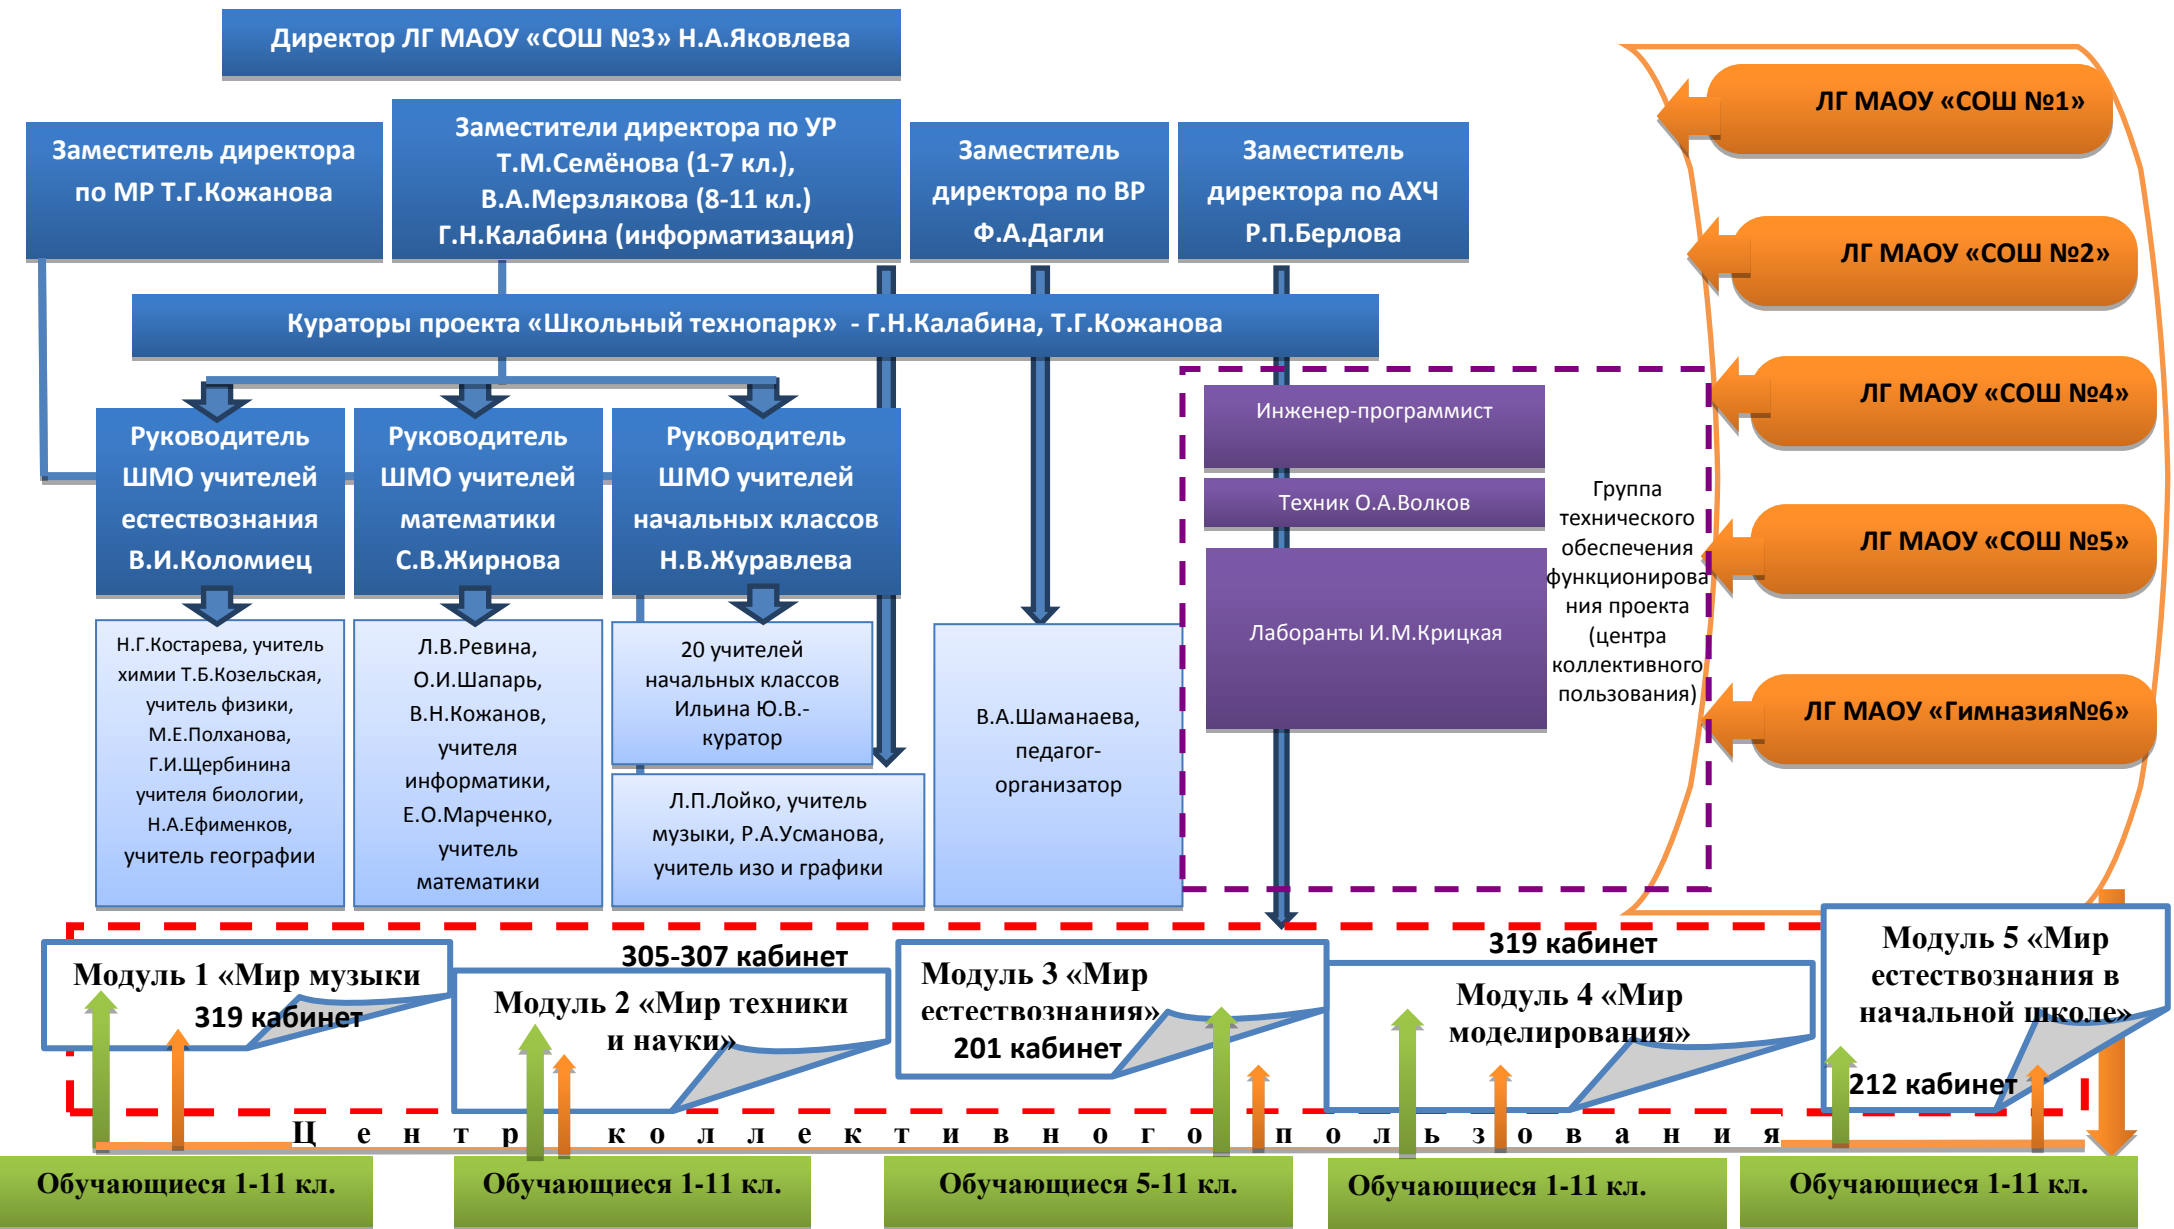 Директор ЛГ МАОУ «СОШ №3» Н.А.Яковлева
Заместитель директора
по МР Т.Г.Кожанова
Заместители директора по УР
Т.М.Семёнова (1-7 кл.),
В.А.Мерзлякова (8-11 кл.)
Г.Н.Калабина (информатизация)
Заместитель
директора по ВР
Ф.А.Дагли
Заместитель
директора по АХЧ
Р.П.Берлова
Кураторы проекта «Школьный технопарк» - Г.Н.Калабина, Т.Г.Кожанова
Руководитель
ШМО учителей
естествознания
В.И.Коломиец
Руководитель
ШМО учителей
математики
С.В.Жирнова
Руководитель
ШМО учителей
начальных классов
Н.В.Журавлева
Н.Г.Костарева, учитель
химии Т.Б.Козельская,
учитель физики,
М.Е.Полханова,
Г.И.Щербинина
учителя биологии,
Н.А.Ефименков,
учитель географии
Л.В.Ревина,
О.И.Шапарь,
В.Н.Кожанов,
учителя
информатики,
Е.О.Марченко,
учитель
математики
20 учителей
начальных классов
Ильина Ю.В.-
куратор
Л.П.Лойко, учитель
музыки, Р.А.Усманова,
учитель изо и графики
В.А.Шаманаева,
педагог-
организатор
Инженер-программист
Техник О.А.Волков
Лаборанты И.М.Крицкая
Группа
технического
обеспечения
функционирова
ния проекта
(центра
коллективного
пользования)
ЛГ МАОУ «СОШ №1»
ЛГ МАОУ «СОШ №2»
ЛГ МАОУ «СОШ №4»
ЛГ МАОУ «СОШ №5»
ЛГ МАОУ «Гимназия№6»
Модуль 1 «Мир музыки
319 кабинет
305-307 кабинет
Модуль 2 «Мир техники
и науки»
Модуль 3 «Мир
естествознания»
201 кабинет
319 кабинет
Модуль 4 «Мир
моделирования»
Модуль 5 «Мир
естествознания в
начальной школе»
212 кабинет
Центр коллективного пользования
Обучающиеся 1-11 кл.
Обучающиеся 1-11 кл.
Обучающиеся 5-11 кл.
Обучающиеся 1-11 кл.
Обучающиеся 1-11 кл.